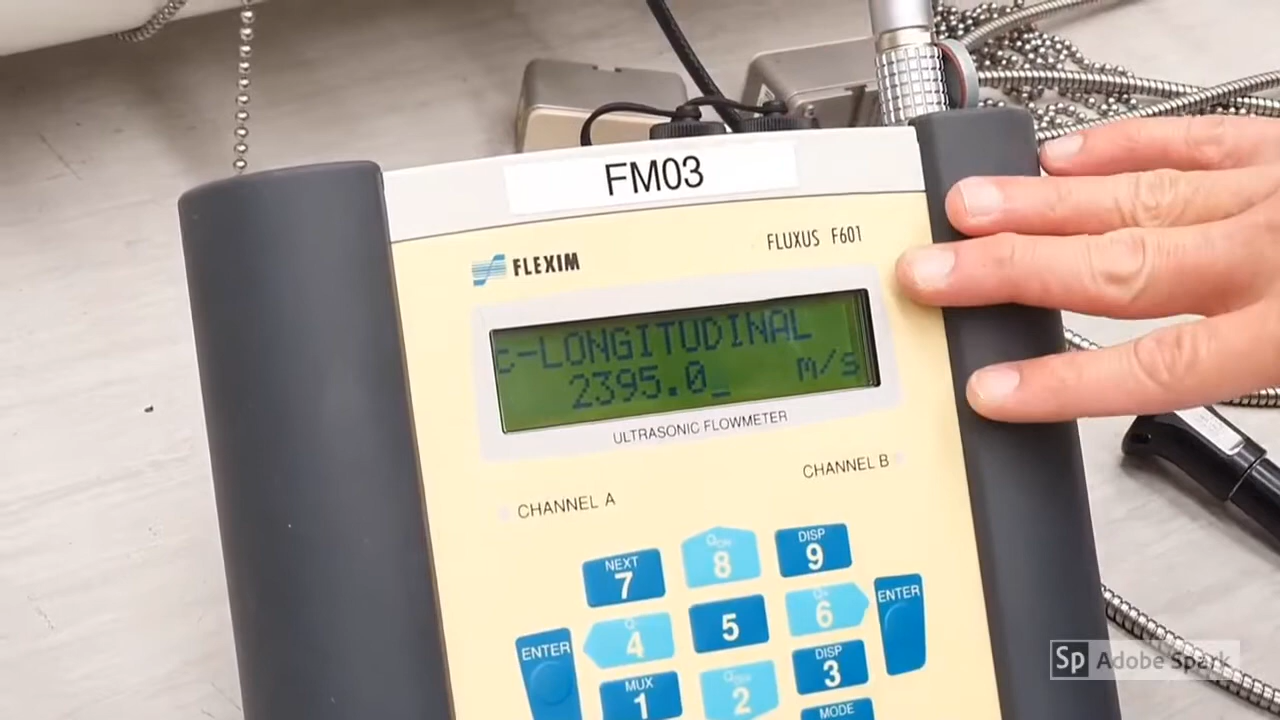 FM03
FLEXIM
FLUXUS F601
c-LONGITUDINAL
2395.0_ m/s
ULTRASONIC FLOWMETER
CHANNEL A
CHANNEL B
NEXT
7
8
DISP
9
ENTER
4
5
6
ENTER
MUX
1
2
DISP
3
MODE
Sp Adobe Spark